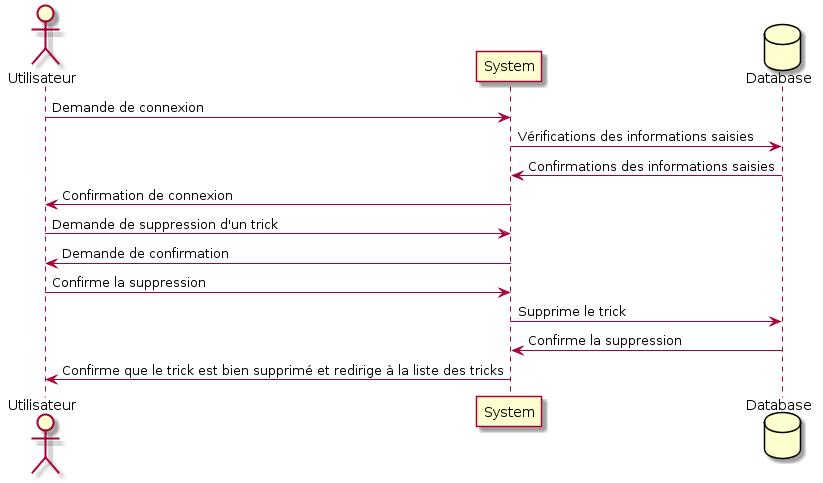 Utilisateur
System
Database
Demande de connexion
Vérifications des informations saisies
Confirmations des informations saisies
Confirmation de connexion
Demande de suppression d'un trick
Demande de confirmation
Confirme la suppression
Supprime le trick
Confirme la suppression
Confirme que le trick est bien supprimé et redirige à la liste des tricks
Utilisateur
System
Database